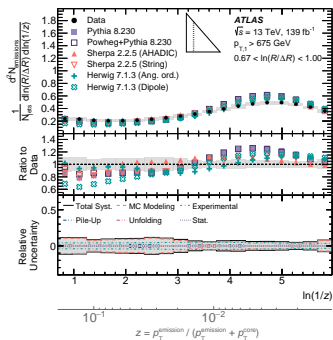 1.8
1.6
1.4
1.2
1
0.8
0.6
0.4
0.2
1/N_jets d²N_emissions / dln(R/ΔR) dln(1/z)
Data
Pythia 8.230
Powheg+Pythia 8.230
Sherpa 2.2.5 (AHADIC)
Sherpa 2.2.5 (String)
Herwig 7.1.3 (Ang. ord.)
Herwig 7.1.3 (Dipole)
ATLAS
√s = 13 TeV, 139 fb⁻¹
p_T,1 > 675 GeV
0.67 < ln(R/ΔR) < 1.00
Ratio to
Data
1.4
1.2
1
0.8
0.6
Relative
Uncertainty
1
0.5
0
Total Syst.
MC Modeling
Experimental
Pile-Up
Unfolding
Stat.
1 2 3 4 5
ln(1/z)
10⁻¹ 10⁻²
z = p_T^emission / (p_T^emission + p_T^core)